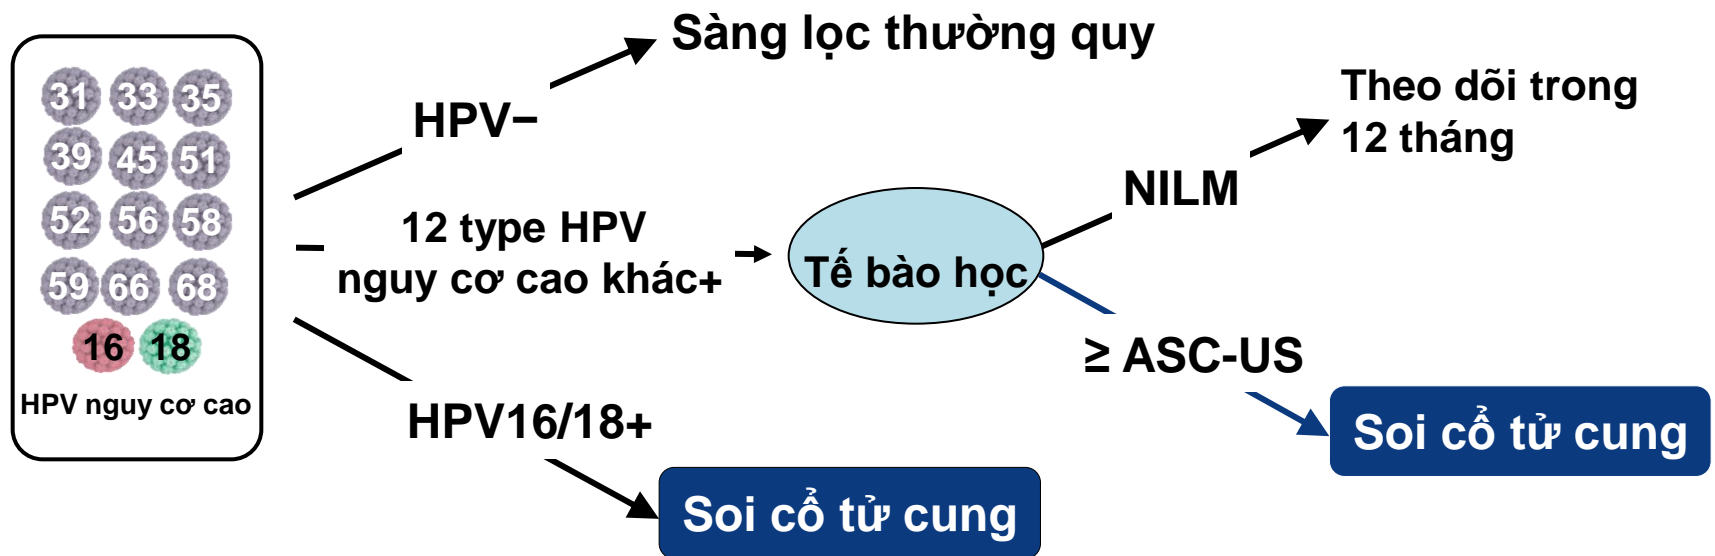 Sàng lọc thường quy
31 33 35
39 45 51
52 56 58
59 66 68
16 18
HPV nguy cơ cao
HPV−
12 type HPV
nguy cơ cao khác+
HPV16/18+
Soi cổ tử cung
Tế bào học
NILM
Theo dõi trong
12 tháng
≥ ASC-US
Soi cổ tử cung